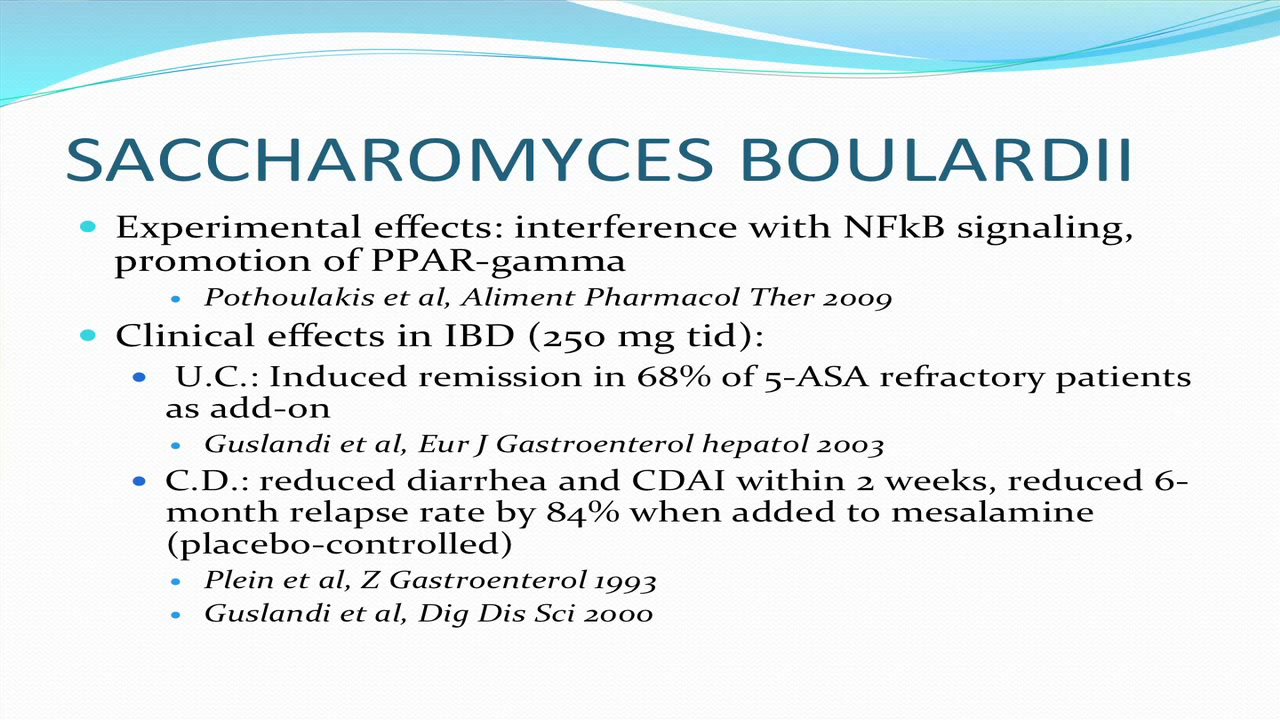 SACCHAROMYCES BOULARDII
Experimental effects: interference with NFkB signaling,
promotion of PPAR-gamma
Pothoulakis et al, Aliment Pharmacol Ther 2009
Clinical effects in IBD (250 mg tid):
U.C.: Induced remission in 68% of 5-ASA refractory patients
as add-on
Guslandi et al, Eur J Gastroenterol hepatol 2003
C.D.: reduced diarrhea and CDAI within 2 weeks, reduced 6-
month relapse rate by 84% when added to mesalamine
(placebo-controlled)
Plein et al, Z Gastroenterol 1993
Guslandi et al, Dig Dis Sci 2000